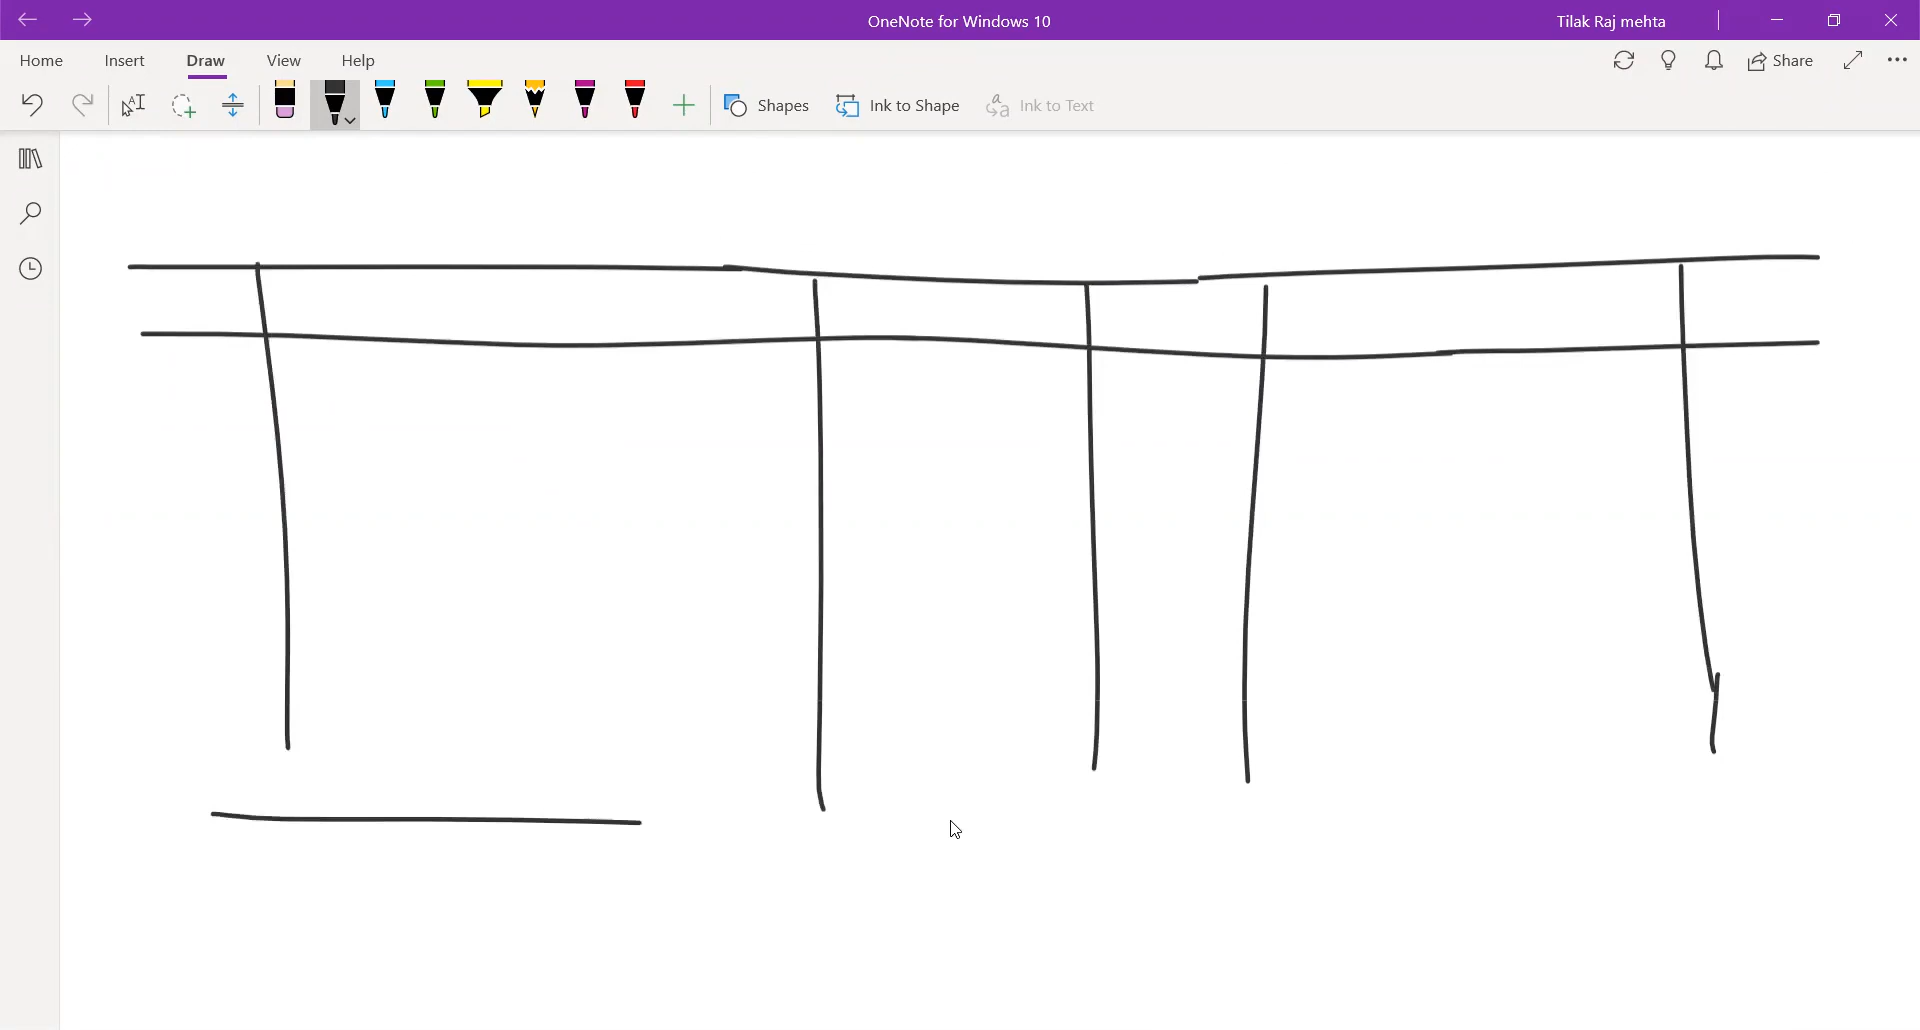 OneNote for Windows 10
Tilak Raj mehta
Home Insert Draw View Help
Share
Shapes Ink to Shape Ink to Text